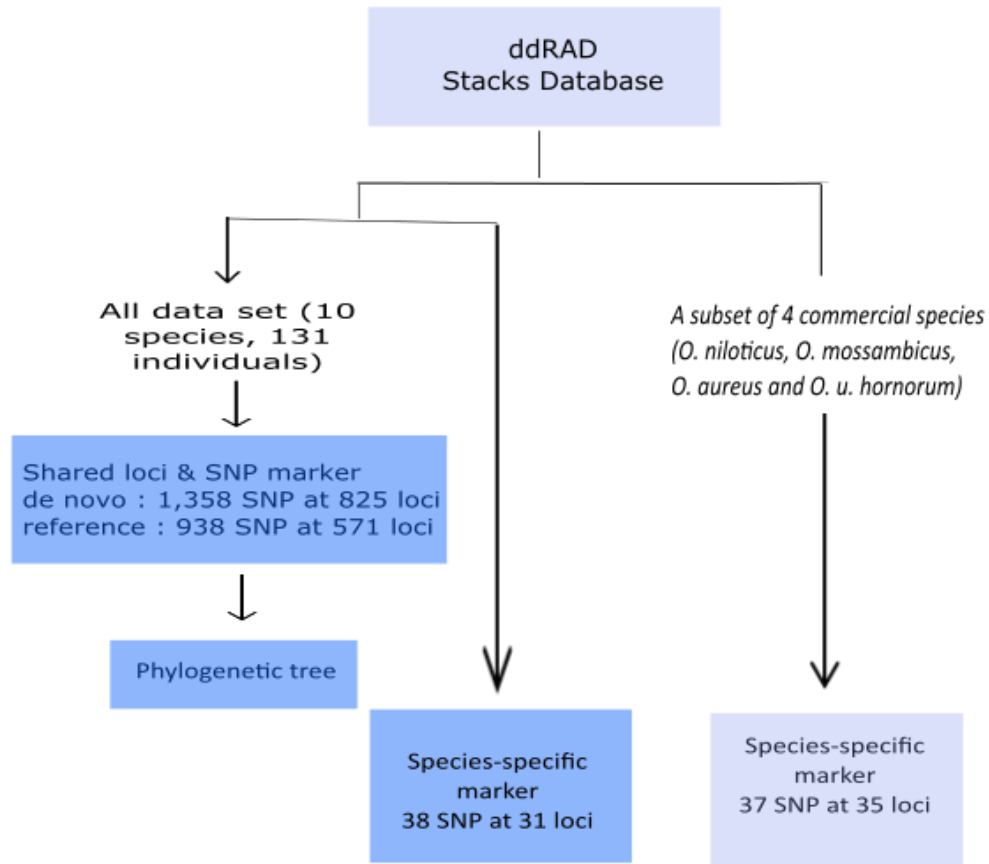 ddRAD
Stacks Database
All data set (10
species, 131
individuals)
A subset of 4 commercial species
(O. niloticus, O. mossambicus,
O. aureus and O. u. hornorum)
Shared loci & SNP marker
de novo : 1,358 SNP at 825 loci
reference : 938 SNP at 571 loci
Phylogenetic tree
Species-specific
marker
38 SNP at 31 loci
Species-specific
marker
37 SNP at 35 loci